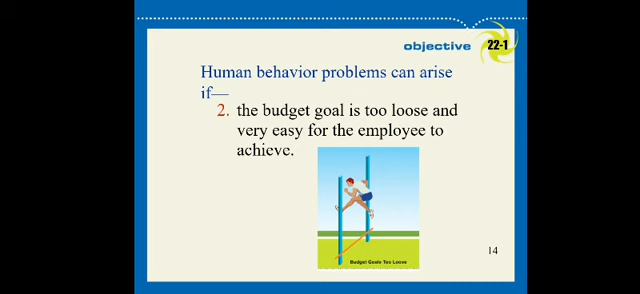 objective 22-1
Human behavior problems can arise
if—
2. the budget goal is too loose and
very easy for the employee to
achieve.
Budget Goals Too Loose
14